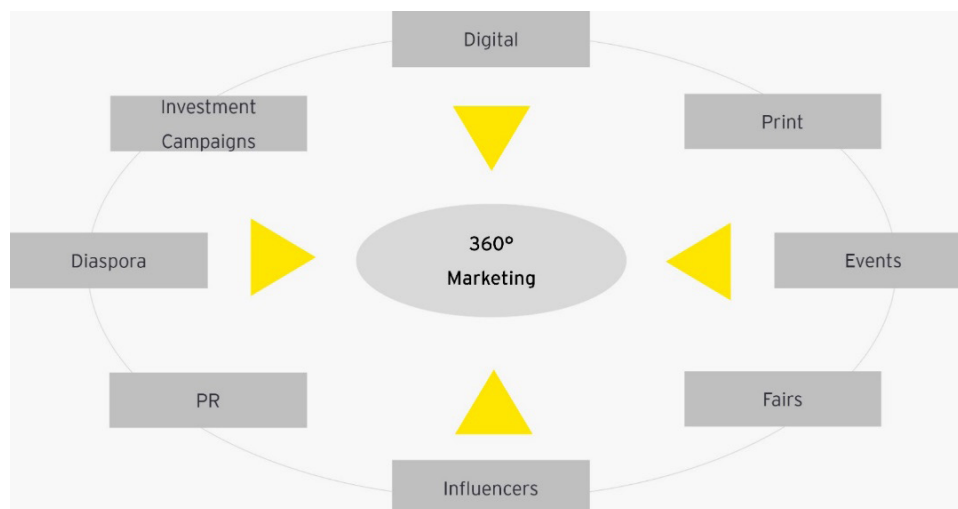 Digital
Investment
Campaigns
Print
360°
Marketing
Diaspora
Events
PR
Fairs
Influencers